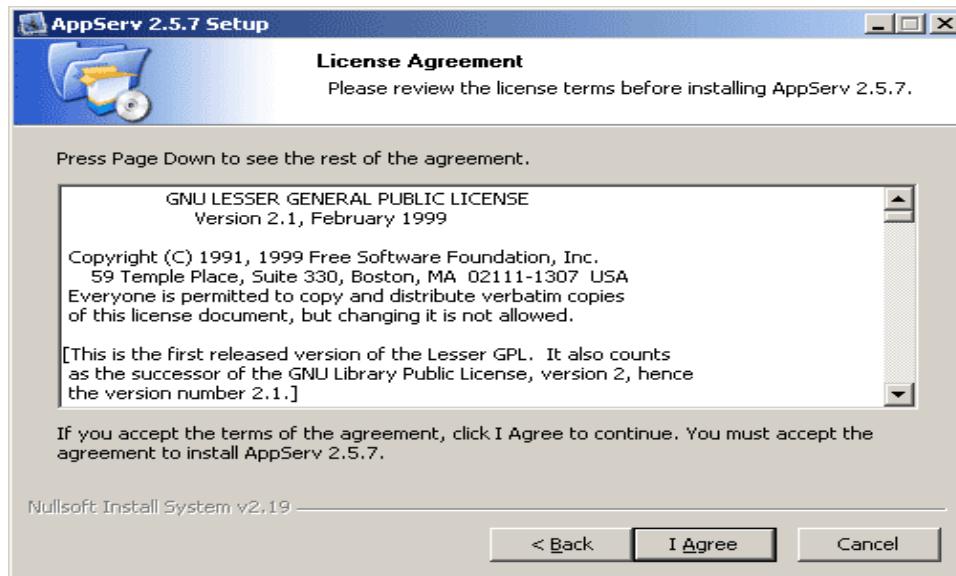 AppServ 2.5.7 Setup
License Agreement
Please review the license terms before installing AppServ 2.5.7.
Press Page Down to see the rest of the agreement.
GNU LESSER GENERAL PUBLIC LICENSE
Version 2.1, February 1999
Copyright (C) 1991, 1999 Free Software Foundation, Inc.
59 Temple Place, Suite 330, Boston, MA 02111-1307 USA
Everyone is permitted to copy and distribute verbatim copies
of this license document, but changing it is not allowed.
[This is the first released version of the Lesser GPL. It also counts
as the successor of the GNU Library Public License, version 2, hence
the version number 2.1.]
If you accept the terms of the agreement, click I Agree to continue. You must accept the
agreement to install AppServ 2.5.7.
Nullsoft Install System v2.19
< Back
I Agree
Cancel